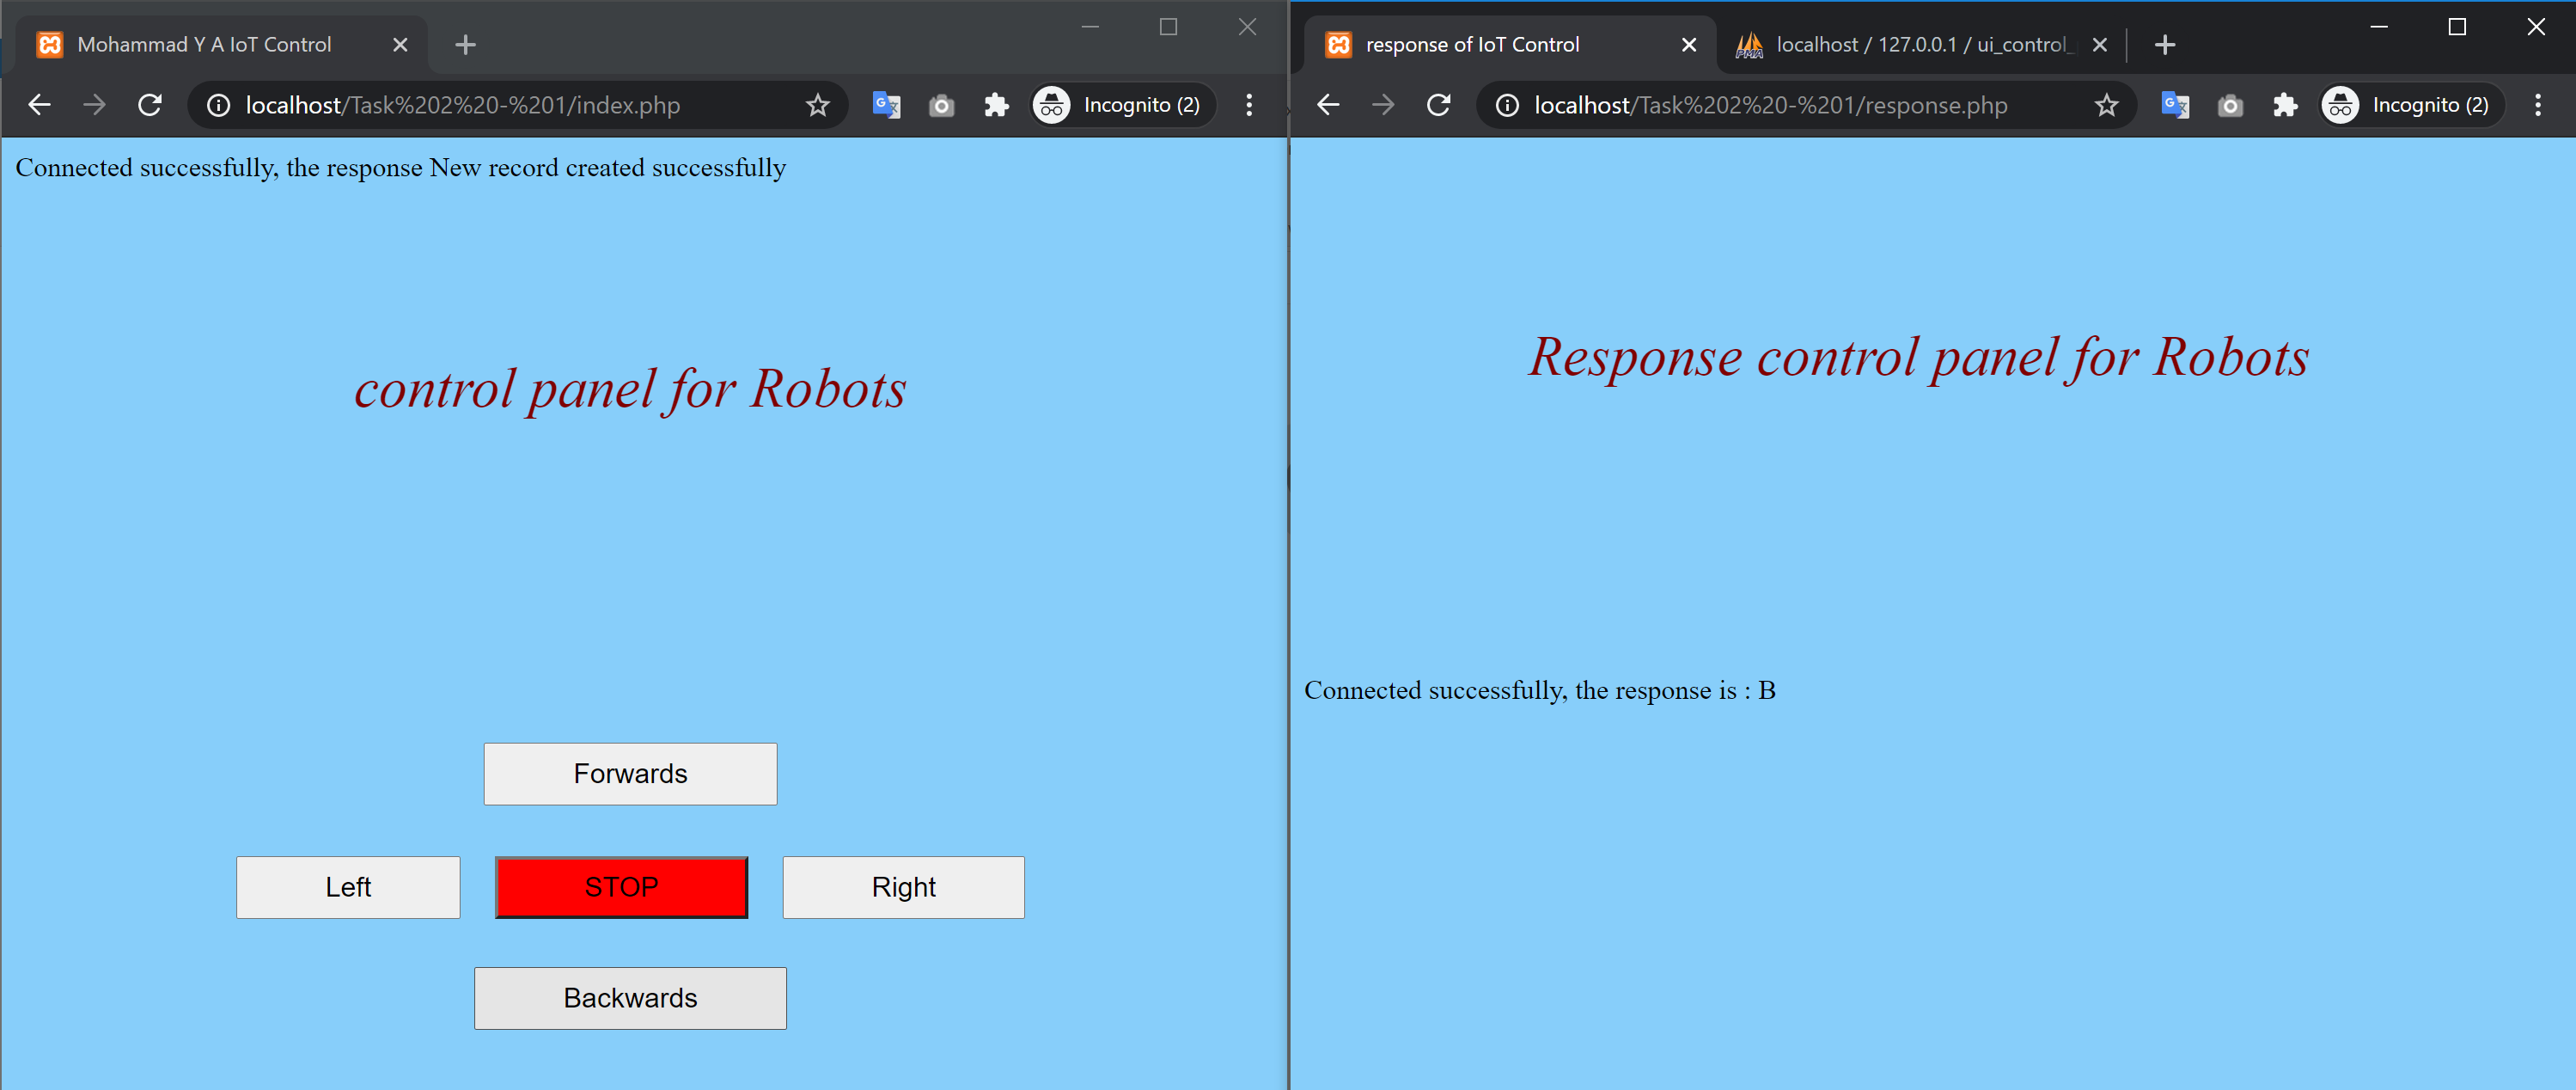 Mohammad Y A IoT Control
localhost/Task%202%20-%201/index.php
Incognito (2)
Connected successfully, the response New record created successfully
control panel for Robots
Forwards
Left
STOP
Right
Backwards
response of IoT Control
localhost / 127.0.0.1 / ui_control_
localhost/Task%202%20-%201/response.php
Incognito (2)
Response control panel for Robots
Connected successfully, the response is : B